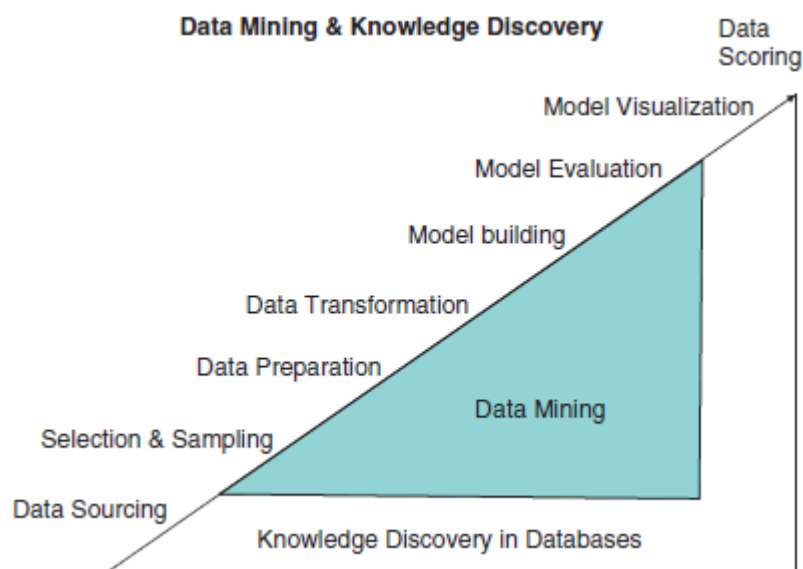 Data Mining & Knowledge Discovery
Data
Scoring
Model Visualization
Model Evaluation
Model building
Data Transformation
Data Preparation
Data Mining
Selection & Sampling
Data Sourcing
Knowledge Discovery in Databases